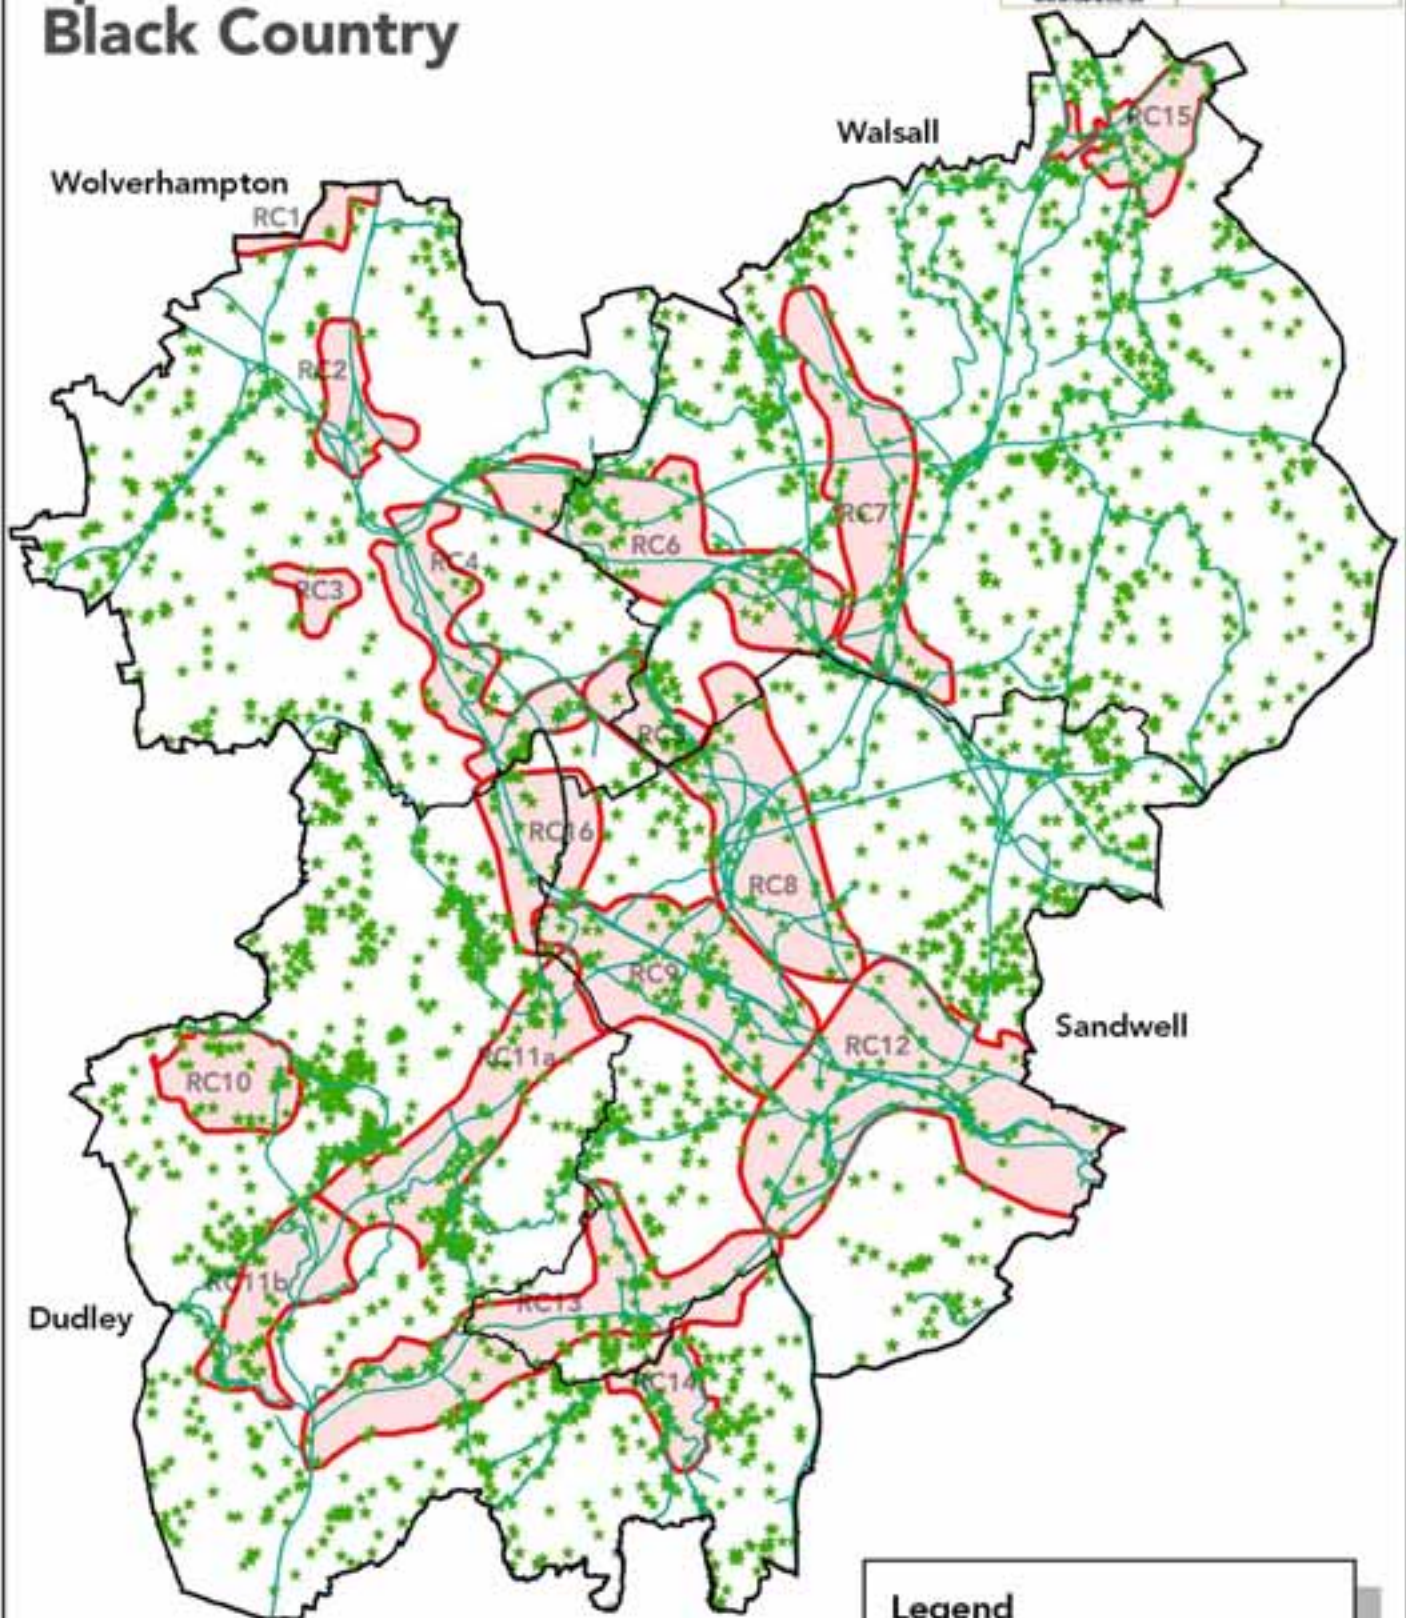 Black Country
Walsall
RC15
Wolverhampton
RC1
RC2
RC7
RC6
RC4
RC3
RC5
RC16
RC8
RC9
Sandwell
RC12
RC11a
RC10
RC11b
RC13
Dudley
RC14
Legend